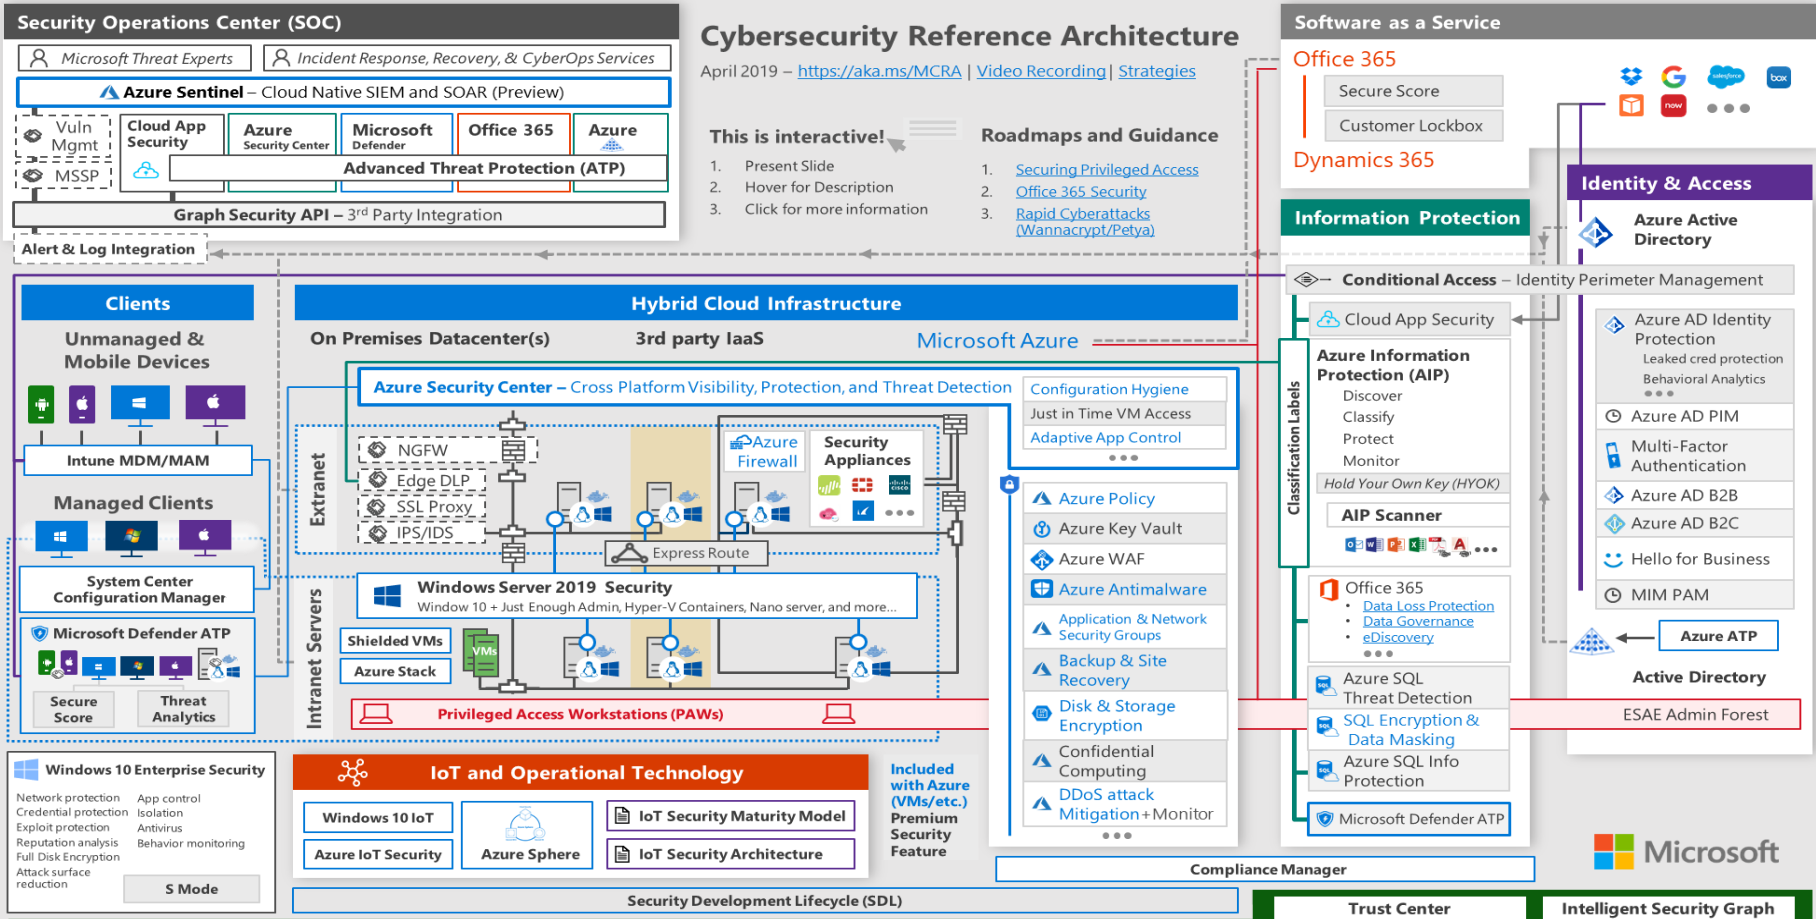 Security Operations Center (SOC)
Microsoft Threat Experts
Incident Response, Recovery, & CyberOps Services
Azure Sentinel – Cloud Native SIEM and SOAR (Preview)
Vuln
Mgmt
MSSP
Cloud App
Security
Azure
Security Center
Microsoft
Defender
Office 365
Azure
Advanced Threat Protection (ATP)
Graph Security API – 3rd Party Integration
Alert & Log Integration
Cybersecurity Reference Architecture
April 2019 – https://aka.ms/MCRA | Video Recording | Strategies
This is interactive!
1. Present Slide
2. Hover for Description
3. Click for more information
Roadmaps and Guidance
1. Securing Privileged Access
2. Office 365 Security
3. Rapid Cyberattacks
(Wannacrypt/Petya)
Software as a Service
Office 365
Secure Score
Customer Lockbox
Dynamics 365
salesforce
box
now
Identity & Access
Azure Active
Directory
Information Protection
Conditional Access – Identity Perimeter Management
Cloud App Security
Azure AD Identity
Protection
Leaked cred protection
Behavioral Analytics
Azure AD PIM
Multi-Factor
Authentication
Azure AD B2B
Azure AD B2C
Hello for Business
MIM PAM
Azure ATP
Active Directory
ESAE Admin Forest
Classification Labels
Azure Information
Protection (AIP)
Discover
Classify
Protect
Monitor
Hold Your Own Key (HYOK)
AIP Scanner
Office 365
• Data Loss Protection
• Data Governance
• eDiscovery
SQL
Azure SQL
Threat Detection
SQL
SQL Encryption &
Data Masking
SQL
Azure SQL Info
Protection
Microsoft Defender ATP
Clients
Unmanaged &
Mobile Devices
Intune MDM/MAM
Managed Clients
System Center
Configuration Manager
Microsoft Defender ATP
Secure
Score
Threat
Analytics
Hybrid Cloud Infrastructure
On Premises Datacenter(s)
3rd party IaaS
Microsoft Azure
Azure Security Center – Cross Platform Visibility, Protection, and Threat Detection
Configuration Hygiene
Just in Time VM Access
Adaptive App Control
Extranet
NGFW
Edge DLP
SSL Proxy
IPS/IDS
Azure
Firewall
Security
Appliances
CISCO
Express Route
Intranet Servers
Windows Server 2019 Security
Window 10 + Just Enough Admin, Hyper-V Containers, Nano server, and more...
Shielded VMs
Azure Stack
VMs
Privileged Access Workstations (PAWs)
Azure Policy
Azure Key Vault
Azure WAF
Azure Antimalware
Application & Network
Security Groups
Backup & Site
Recovery
Disk & Storage
Encryption
Confidential
Computing
DDoS attack
Mitigation+Monitor
Windows 10 Enterprise Security
Network protection
Credential protection
Exploit protection
Reputation analysis
Full Disk Encryption
Attack surface
reduction
App control
Isolation
Antivirus
Behavior monitoring
S Mode
IoT and Operational Technology
Windows 10 IoT
Azure IoT Security
Azure Sphere
IoT Security Maturity Model
IoT Security Architecture
Included
with Azure
(VMs/etc.)
Premium
Security
Feature
Compliance Manager
Security Development Lifecycle (SDL)
Microsoft
Trust Center
Intelligent Security Graph